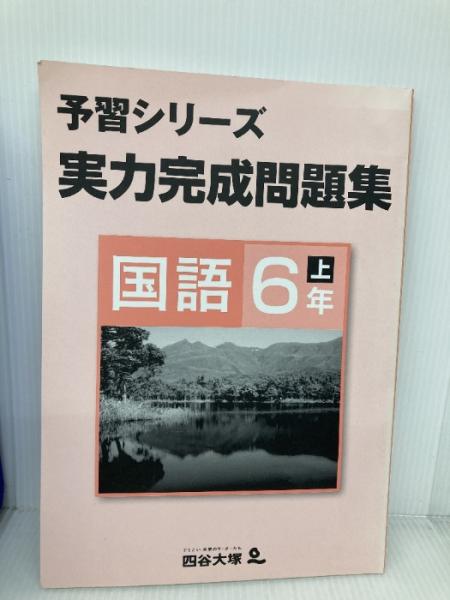 予習シリーズ
実力完成問題集
国語 6年 上
四谷大塚